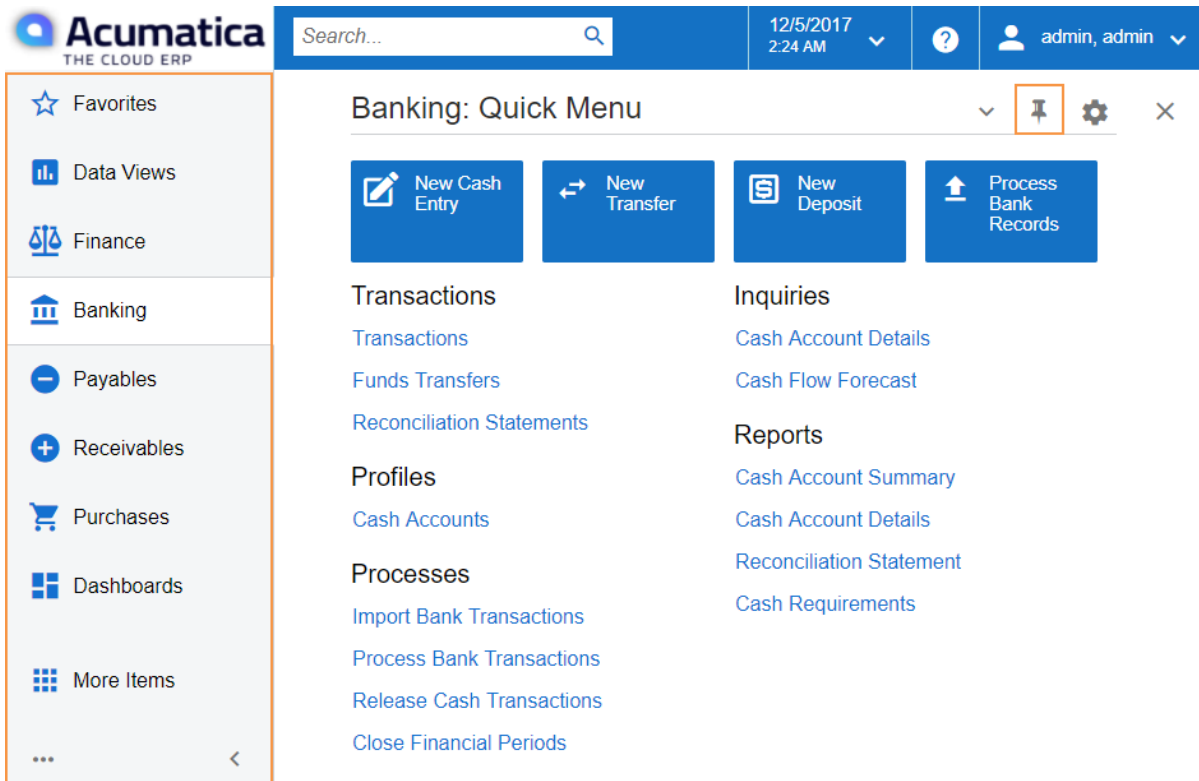 Acumatica
THE CLOUD ERP
Search...
12/5/2017
2:24 AM
?
admin, admin
Favorites
Data Views
Finance
Banking
Payables
Receivables
Purchases
Dashboards
More Items
Banking: Quick Menu
New Cash
Entry
New
Transfer
New
Deposit
Process
Bank
Records
Transactions
Transactions
Funds Transfers
Reconciliation Statements
Profiles
Cash Accounts
Processes
Import Bank Transactions
Process Bank Transactions
Release Cash Transactions
Close Financial Periods
Inquiries
Cash Account Details
Cash Flow Forecast
Reports
Cash Account Summary
Cash Account Details
Reconciliation Statement
Cash Requirements